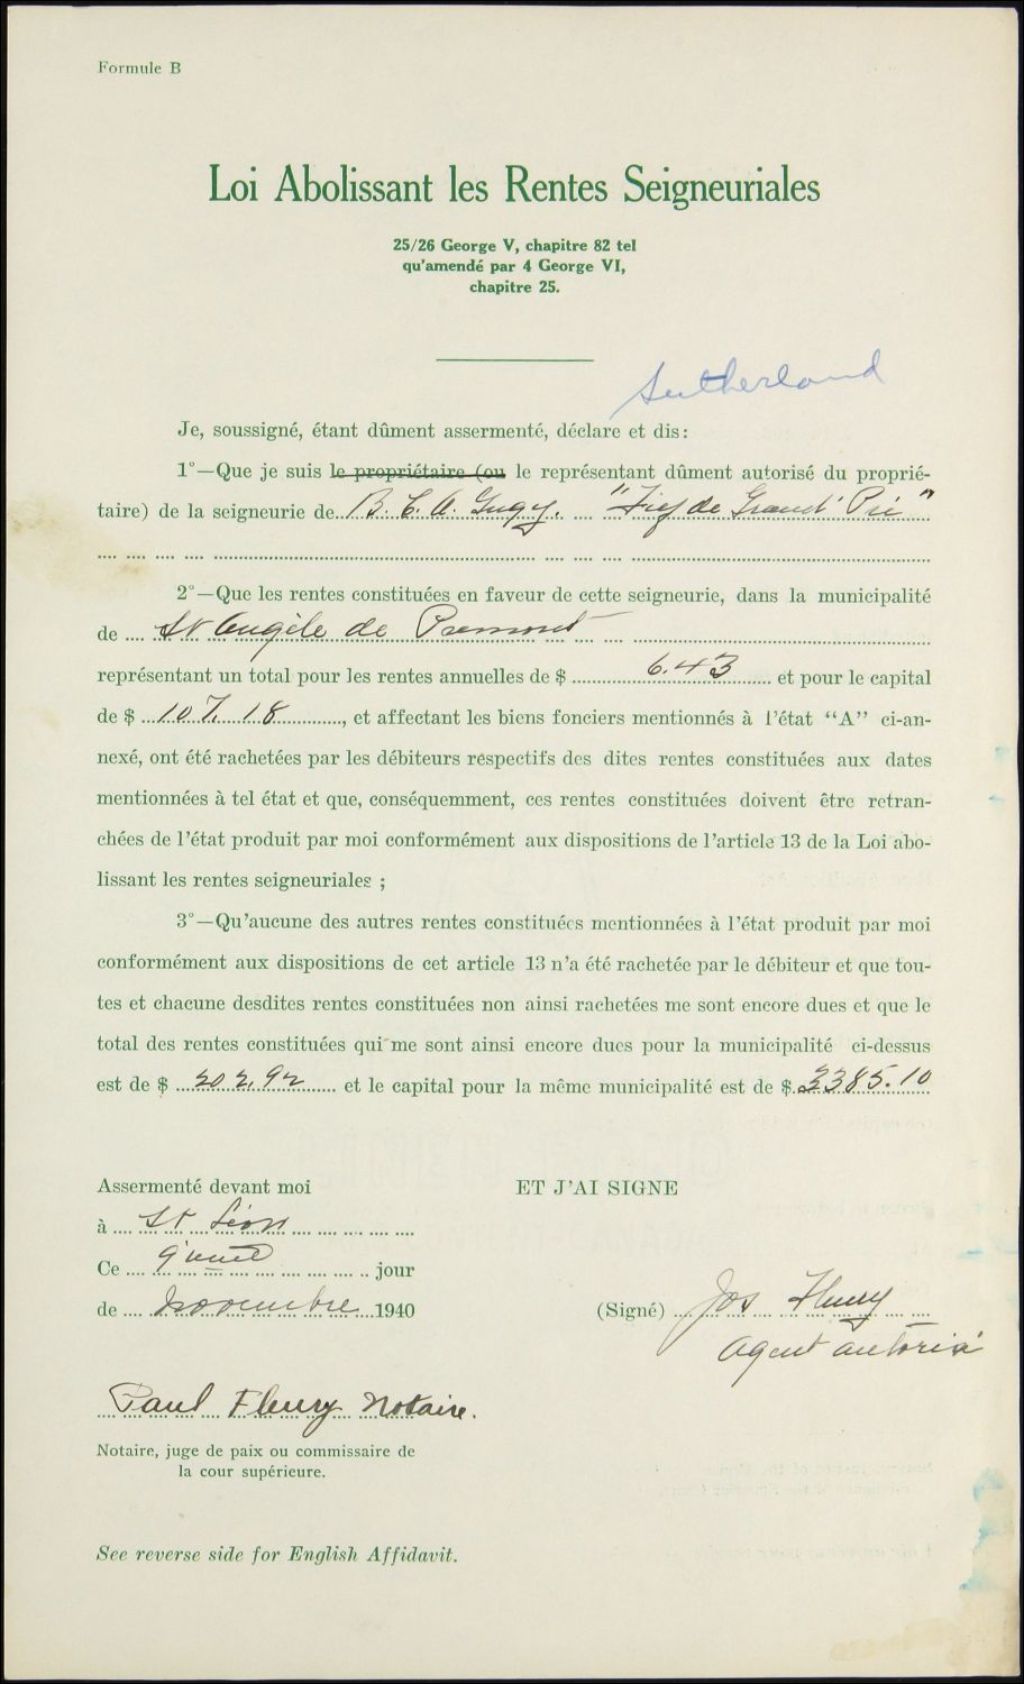 Formule B
Loi Abolissant les Rentes Seigneuriales
25/26 George V, chapitre 82 tel
qu'amendé par 4 George VI,
chapitre 25.
Sutherland
Je, soussigné, étant dûment assermenté, déclare et dis:
1°—Que je suis le propriétaire (ou le représentant dûment autorisé du proprié-
taire) de la seigneurie de B. C. A. Gugy. "Fief de Grand' Pré"
2°—Que les rentes constituées en faveur de cette seigneurie, dans la municipalité
de St Angèle de Premont
représentant un total pour les rentes annuelles de $ 6.43 et pour le capital
de $ 107.18, et affectant les biens fonciers mentionnés à l'état "A" ci-an-
nexé, ont été rachetées par les débiteurs respectifs des dites rentes constituées aux dates
mentionnées à tel état et que, conséquemment, ces rentes constituées doivent être retran-
chées de l'état produit par moi conformément aux dispositions de l'article 13 de la Loi abo-
lissant les rentes seigneuriales ;
3°—Qu'aucune des autres rentes constituées mentionnées à l'état produit par moi
conformément aux dispositions de cet article 13 n'a été rachetée par le débiteur et que tou-
tes et chacune desdites rentes constituées non ainsi rachetées me sont encore dues et que le
total des rentes constituées qui me sont ainsi encore dues pour la municipalité ci-dessus
est de $ 202.92 et le capital pour la même municipalité est de $ 3385.10
Assermenté devant moi
ET J'AI SIGNE
à St Léon
Ce jour
de novembre 1940
(Signé) Jos Fleury
Agent autorisé
Paul Fleury Notaire.
Notaire, juge de paix ou commissaire de
la cour supérieure.
See reverse side for English Affidavit.